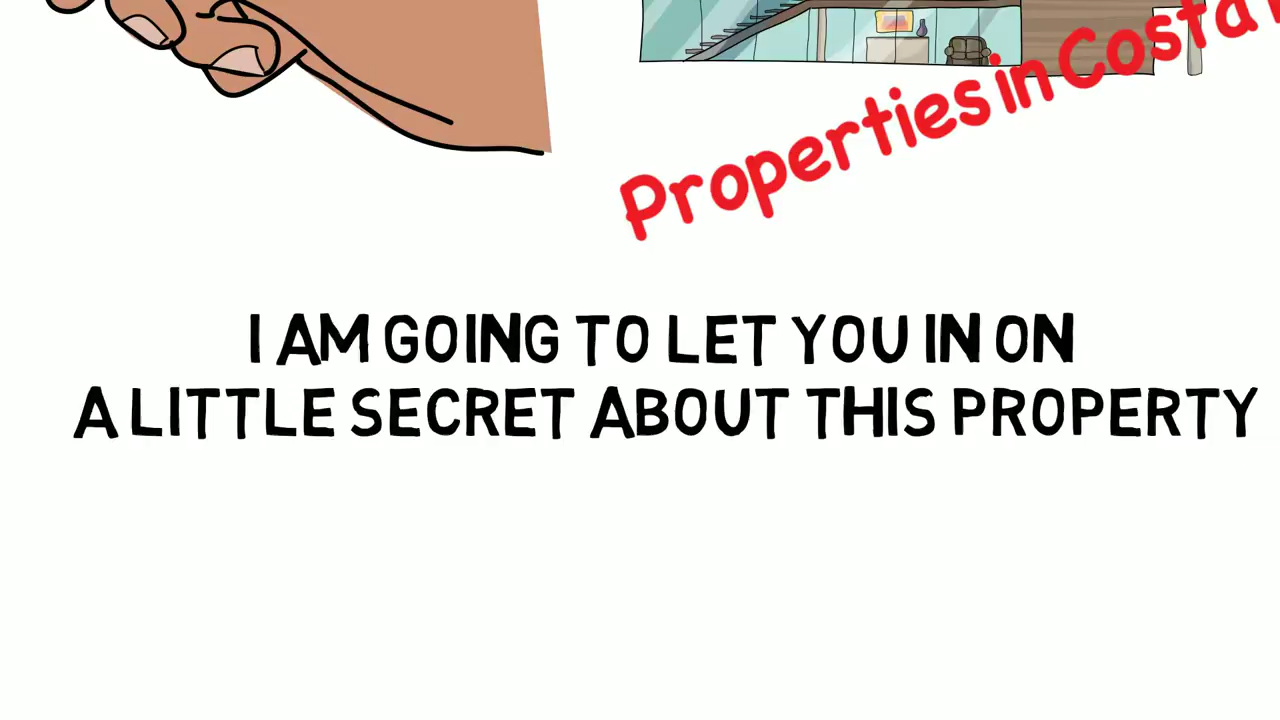 Properties in Costa
I AM GOING TO LET YOU IN ON
A LITTLE SECRET ABOUT THIS PROPERTY